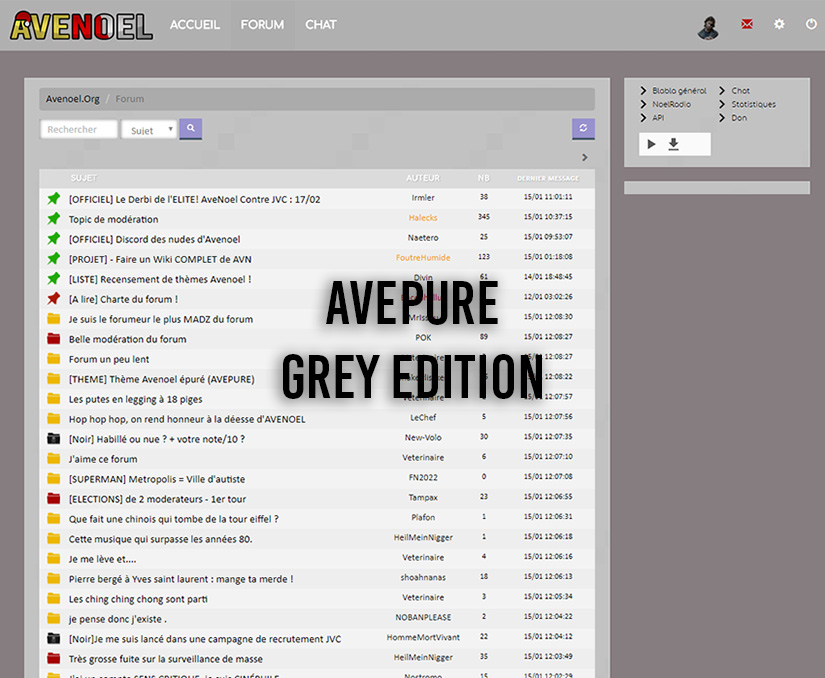 AVENOEL ACCUEIL FORUM CHAT
Avenoel.Org / Forum
Rechercher Sujet
SUJET AUTEUR NB DERNIER MESSAGE
[OFFICIEL] Le Derbi de l'ELITE! AveNoel Contre JVC : 17/02 Irmler 38 15/01 11:01:11
Topic de modération Halecks 345 15/01 10:37:15
[OFFICIEL] Discord des nudes d'Avenoel Naetero 25 15/01 09:53:07
[PROJET] - Faire un Wiki COMPLET de AVN FoutreHumide 123 15/01 01:18:08
[LISTE] Recensement de thèmes Avenoel ! Divin 61 14/01 18:48:45
[A lire] Charte du forum ! 12/01 03:02:26
AVEPURE
Je suis le forumeur le plus MADZ du forum 15/01 12:08:30
Belle modération du forum POK 89 15/01 12:08:27
Forum un peu lent 15/01 12:08:27
GREY EDITION
[THEME] Thème Avenoel épuré (AVEPURE) 15/01 12:08:22
Les putes en legging à 18 piges Veterinaire 15/01 12:07:57
Hop hop hop, on rend honneur à la déesse d'AVENOEL LeChef 5 15/01 12:07:56
[Noir] Habillé ou nue ? + votre note/10 ? New-Volo 30 15/01 12:07:35
J'aime ce forum Veterinaire 6 15/01 12:07:10
[SUPERMAN] Metropolis = Ville d'autiste FN2022 0 15/01 12:07:08
[ELECTIONS] de 2 moderateurs - 1er tour Tampax 23 15/01 12:06:55
Que fait une chinois qui tombe de la tour eiffel ? Plafon 1 15/01 12:06:31
Cette musique qui surpasse les années 80. HeilMeinNigger 1 15/01 12:06:18
Je me lève et.... Veterinaire 4 15/01 12:06:16
Pierre bergé à Yves saint laurent : mange ta merde ! shoahnanas 18 15/01 12:06:13
Les ching ching chong sont parti Veterinaire 3 15/01 12:05:34
je pense donc j'existe . NOBANPLEASE 2 15/01 12:04:22
[Noir]Je me suis lancé dans une campagne de recrutement JVC HommeMortVivant 22 15/01 12:04:12
Très grosse fuite sur la surveillance de masse HeilMeinNigger 35 15/01 12:03:49
J'ai un compte SENS CRITIQUE, je suis CINÉPHILE Nostromo 15 15/01 12:02:29
Blabla général Chat
NoelRadio Statistiques
API Don